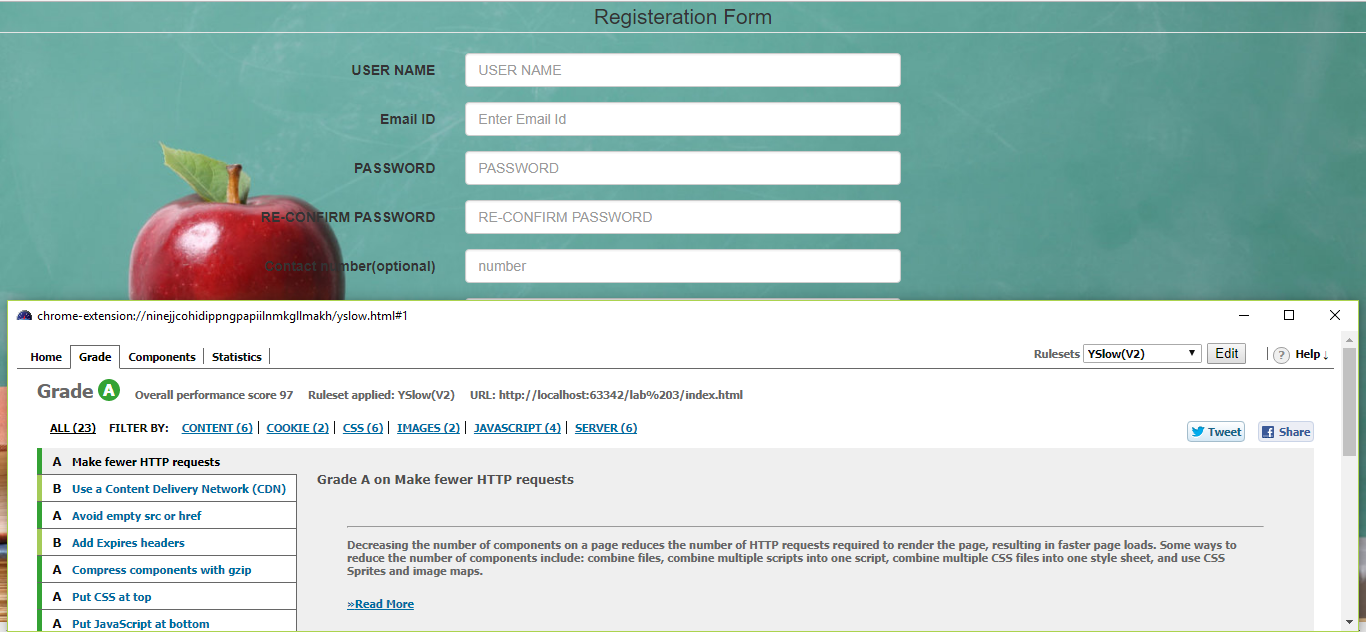 Registeration Form
USER NAME USER NAME
Email ID Enter Email Id
PASSWORD PASSWORD
RE-CONFIRM PASSWORD RE-CONFIRM PASSWORD
Contact number(optional) number
chrome-extension://ninejjcohidippngpapiilnmkgllmakh/yslow.html#1
Home Grade Components Statistics Rulesets YSlow(V2) Edit ? Help ↓
Grade A Overall performance score 97 Ruleset applied: YSlow(V2) URL: http://localhost:63342/lab%203/index.html
ALL (23) FILTER BY: CONTENT (6) COOKIE (2) CSS (6) IMAGES (2) JAVASCRIPT (4) SERVER (6) Tweet Share
A Make fewer HTTP requests
B Use a Content Delivery Network (CDN)
A Avoid empty src or href
B Add Expires headers
A Compress components with gzip
A Put CSS at top
A Put JavaScript at bottom
Grade A on Make fewer HTTP requests
Decreasing the number of components on a page reduces the number of HTTP requests required to render the page, resulting in faster page loads. Some ways to
reduce the number of components include: combine files, combine multiple scripts into one script, combine multiple CSS files into one style sheet, and use CSS
Sprites and image maps.
»Read More